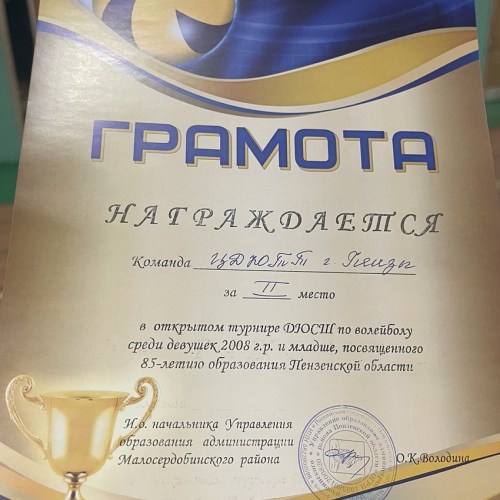 ГРАМОТА
НАГРАЖДАЕТСЯ
Команда ЦДЮТиТ г. Пензы
за II место
в открытом турнире ДЮСШ по волейболу
среди девушек 2008 г.р. и младше, посвященного
85-летию образования Пензенской области
И.о. начальника Управления
образования администрации
Малосердобинского района О.К.Володина